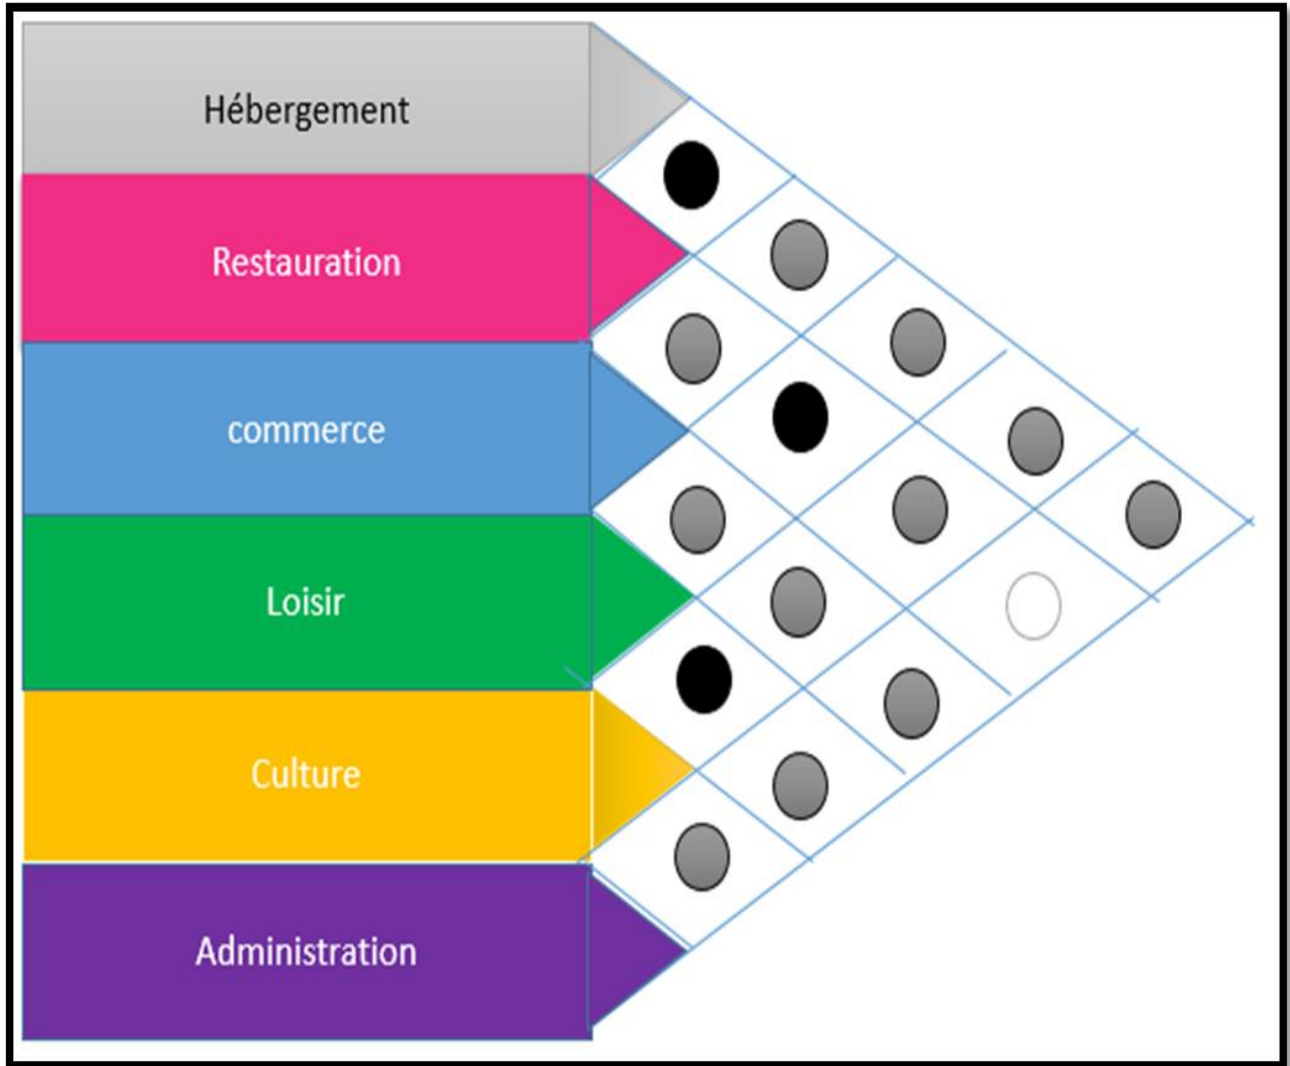 Hébergement
Restauration
commerce
Loisir
Culture
Administration